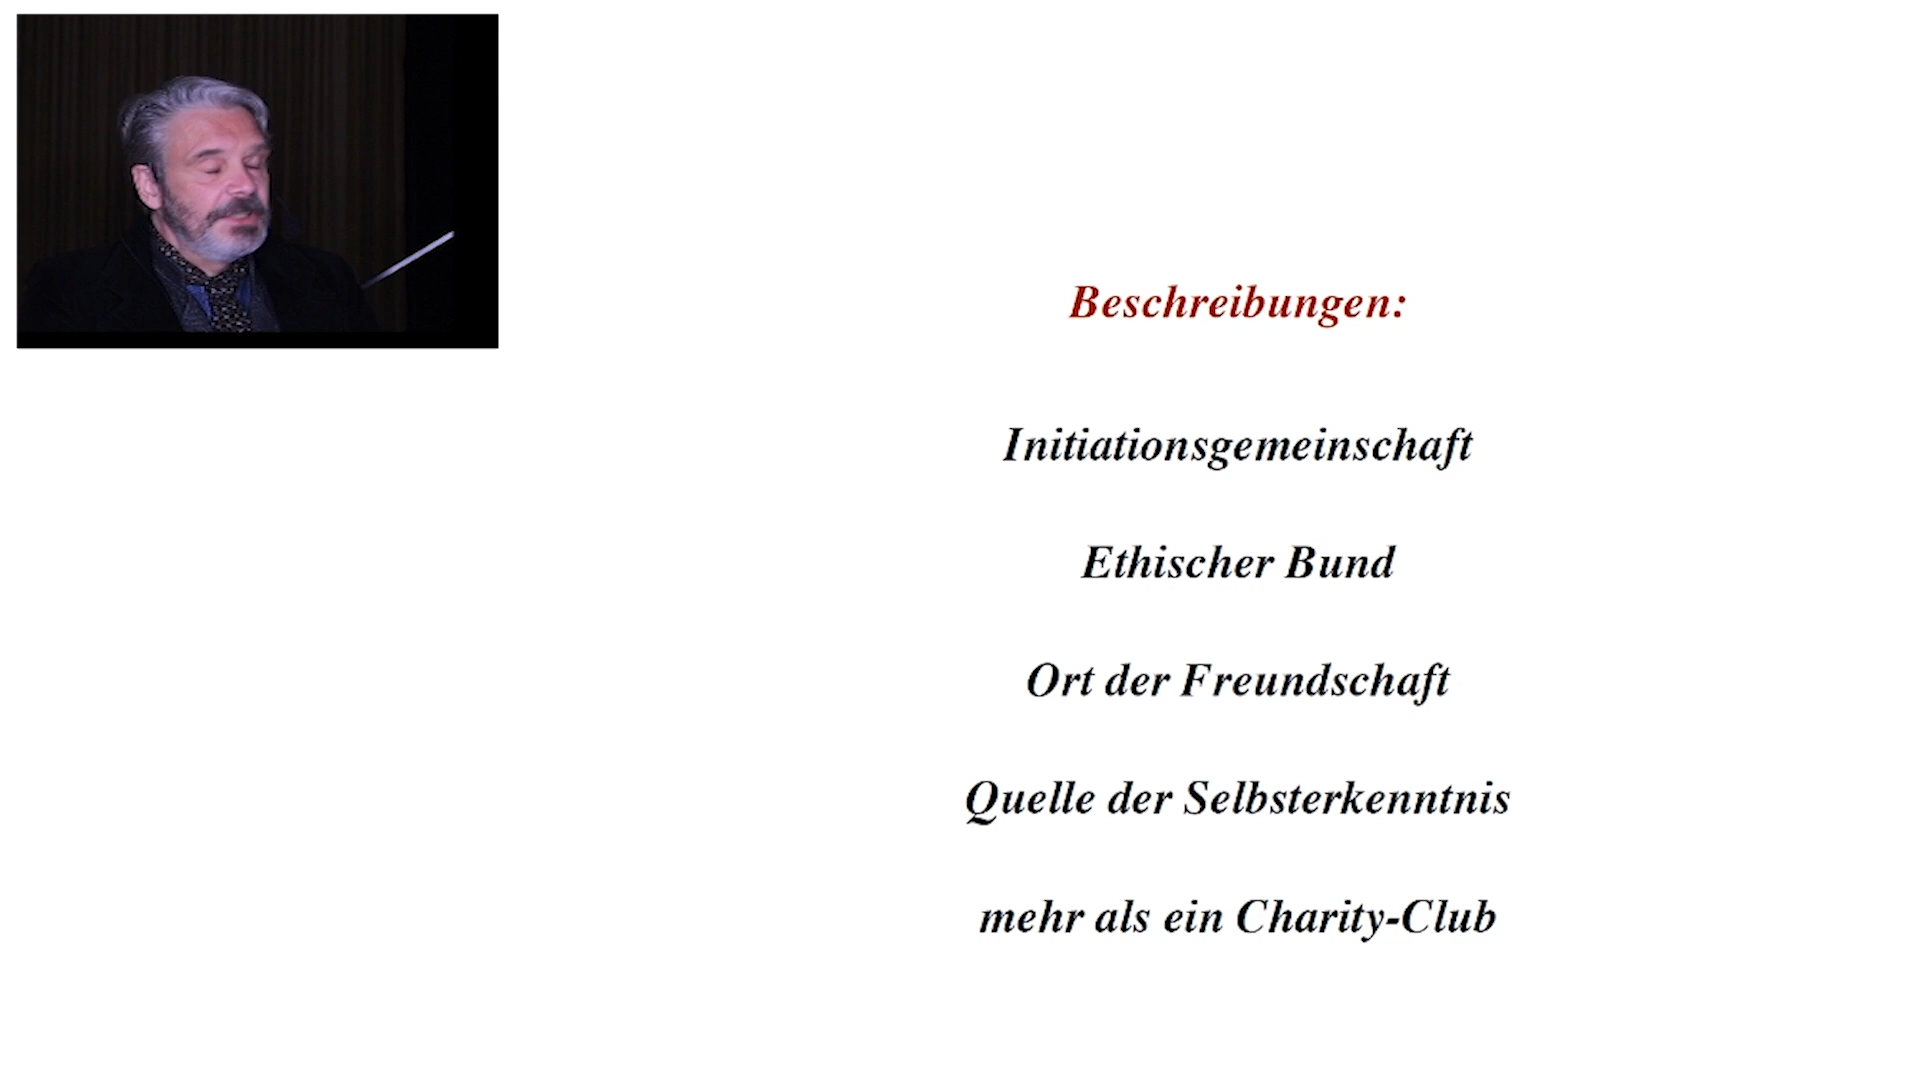 Beschreibungen:
Initiationsgemeinschaft
Ethischer Bund
Ort der Freundschaft
Quelle der Selbsterkenntnis
mehr als ein Charity-Club